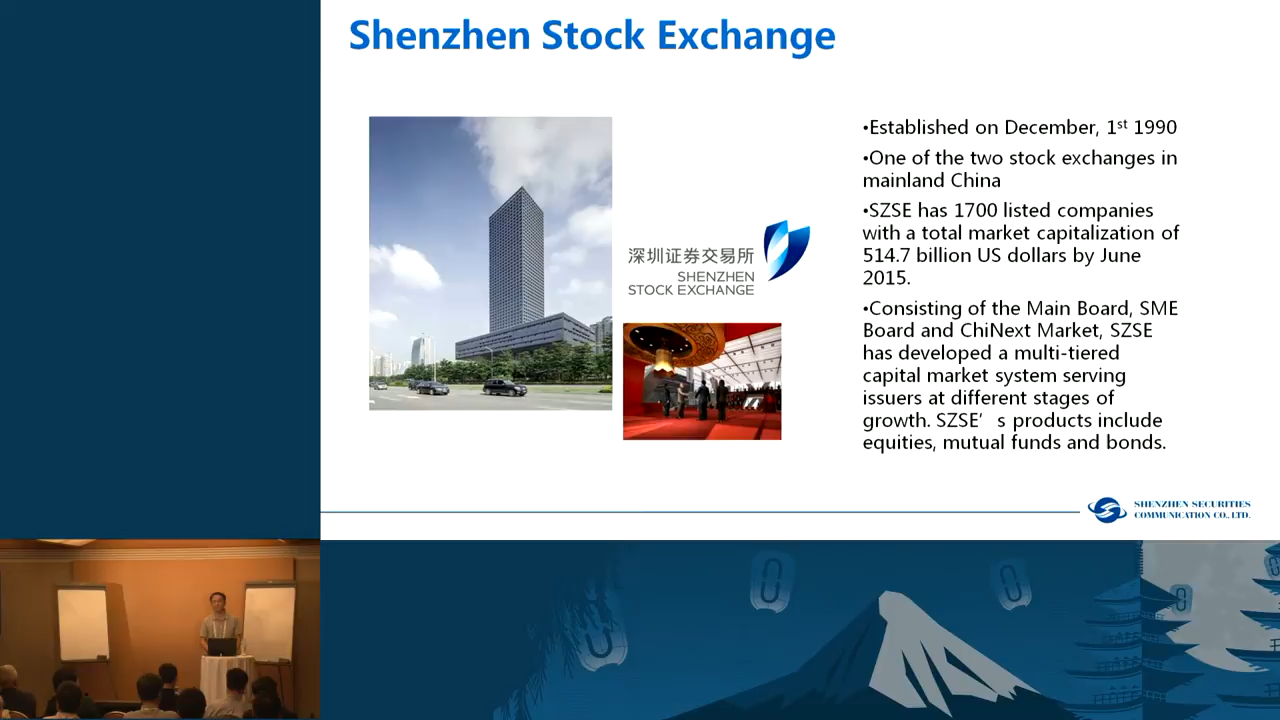 Shenzhen Stock Exchange
深圳证券交易所
SHENZHEN
STOCK EXCHANGE
•Established on December, 1st 1990
•One of the two stock exchanges in
mainland China
•SZSE has 1700 listed companies
with a total market capitalization of
514.7 billion US dollars by June
2015.
•Consisting of the Main Board, SME
Board and ChiNext Market, SZSE
has developed a multi-tiered
capital market system serving
issuers at different stages of
growth. SZSE’ s products include
equities, mutual funds and bonds.
SHENZHEN SECURITIES
COMMUNICATION CO., LTD.